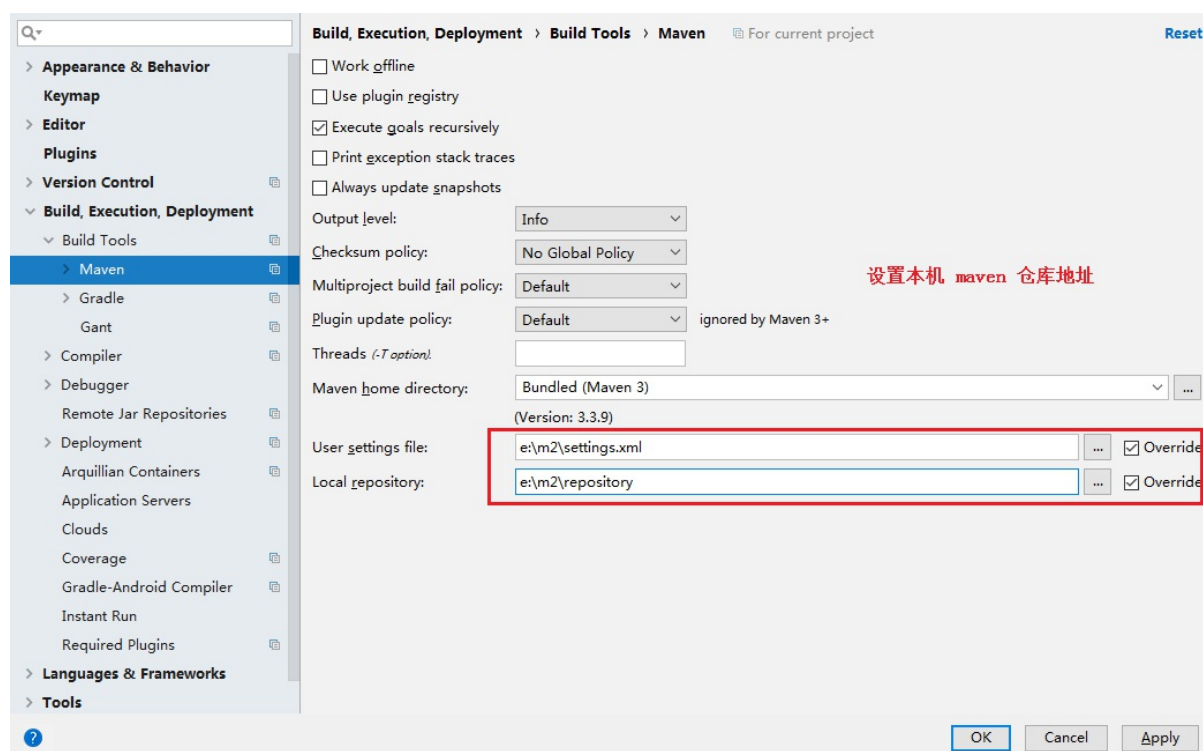 Build, Execution, Deployment › Build Tools › Maven For current project Reset
Appearance & Behavior
Keymap
Editor
Plugins
Version Control
Build, Execution, Deployment
Build Tools
Maven
Gradle
Gant
Compiler
Debugger
Remote Jar Repositories
Deployment
Arquillian Containers
Application Servers
Clouds
Coverage
Gradle-Android Compiler
Instant Run
Required Plugins
Languages & Frameworks
Tools
Work offline
Use plugin registry
Execute goals recursively
Print exception stack traces
Always update snapshots
Output level: Info
Checksum policy: No Global Policy
Multiproject build fail policy: Default
Plugin update policy: Default ignored by Maven 3+
Threads (-T option).
Maven home directory: Bundled (Maven 3) ...
(Version: 3.3.9)
User settings file: e:\m2\settings.xml ... Override
Local repository: e:\m2\repository ... Override
设置本机 maven 仓库地址
? OK Cancel Apply